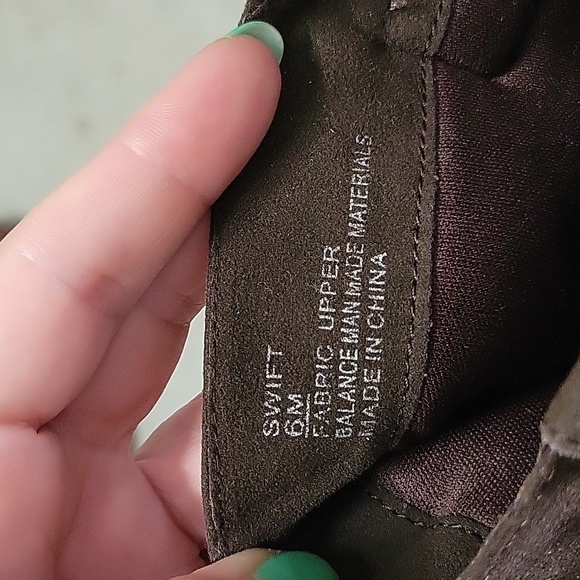 SWIFT
6M
FABRIC UPPER
BALANCE MAN MADE MATERIALS
MADE IN CHINA